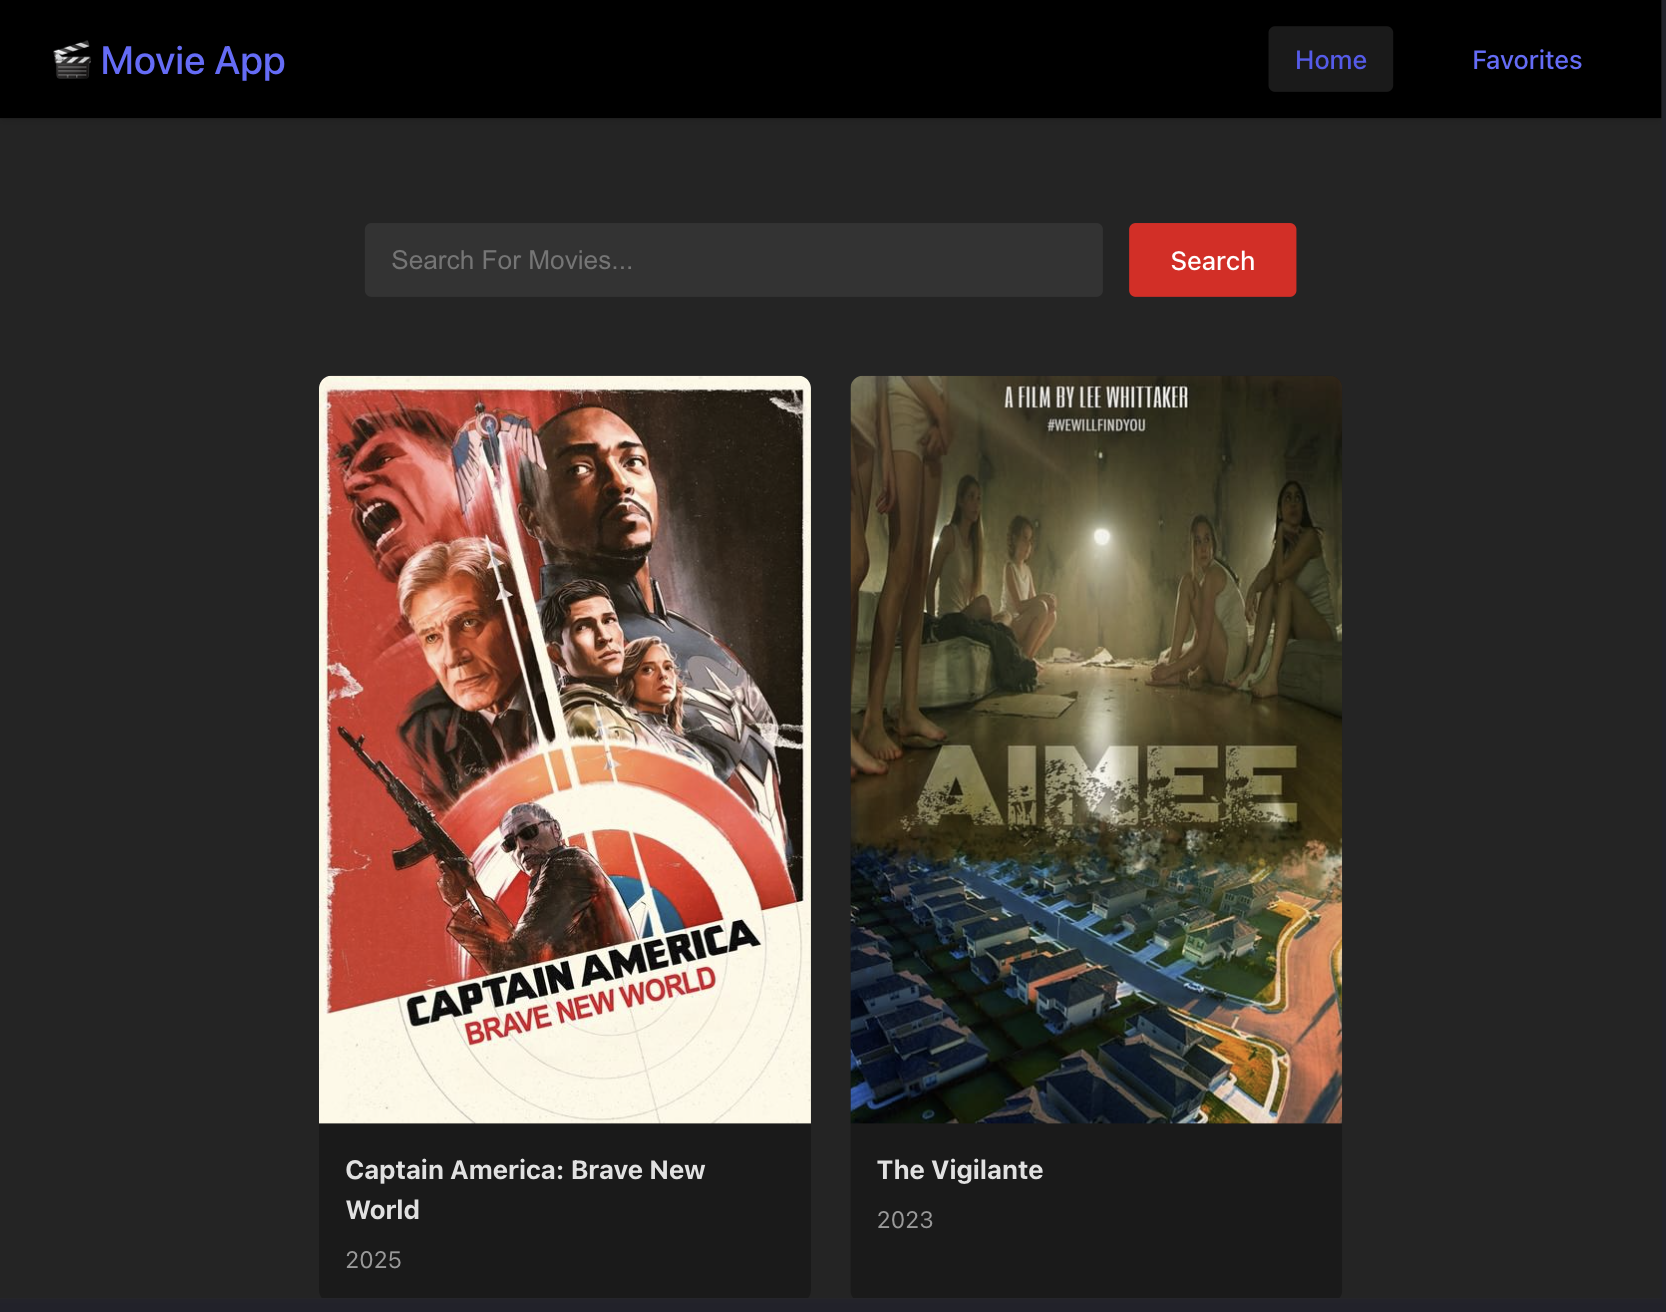 🎬 Movie App
Home
Favorites
Search For Movies...
Search
CAPTAIN AMERICA
BRAVE NEW WORLD
Captain America: Brave New
World
2025
A FILM BY LEE WHITTAKER
#WEWILLFINDYOU
AIMEE
The Vigilante
2023